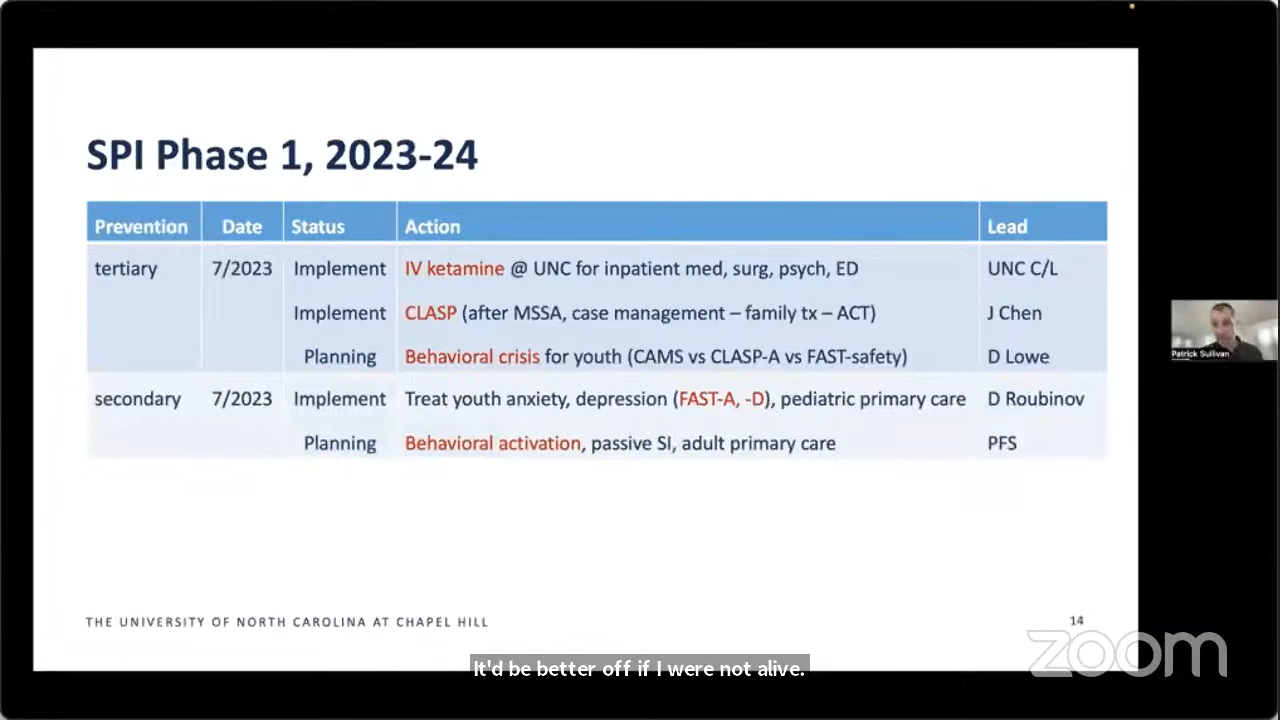 SPI Phase 1, 2023-24
Prevention Date Status Action Lead
tertiary 7/2023 Implement IV ketamine @ UNC for inpatient med, surg, psych, ED UNC C/L
Implement CLASP (after MSSA, case management – family tx – ACT) J Chen
Planning Behavioral crisis for youth (CAMS vs CLASP-A vs FAST-safety) D Lowe
secondary 7/2023 Implement Treat youth anxiety, depression (FAST-A, -D), pediatric primary care D Roubinov
Planning Behavioral activation, passive SI, adult primary care PFS
Patrick Sullivan
THE UNIVERSITY OF NORTH CAROLINA AT CHAPEL HILL
14
zoom
It'd be better off if I were not alive.